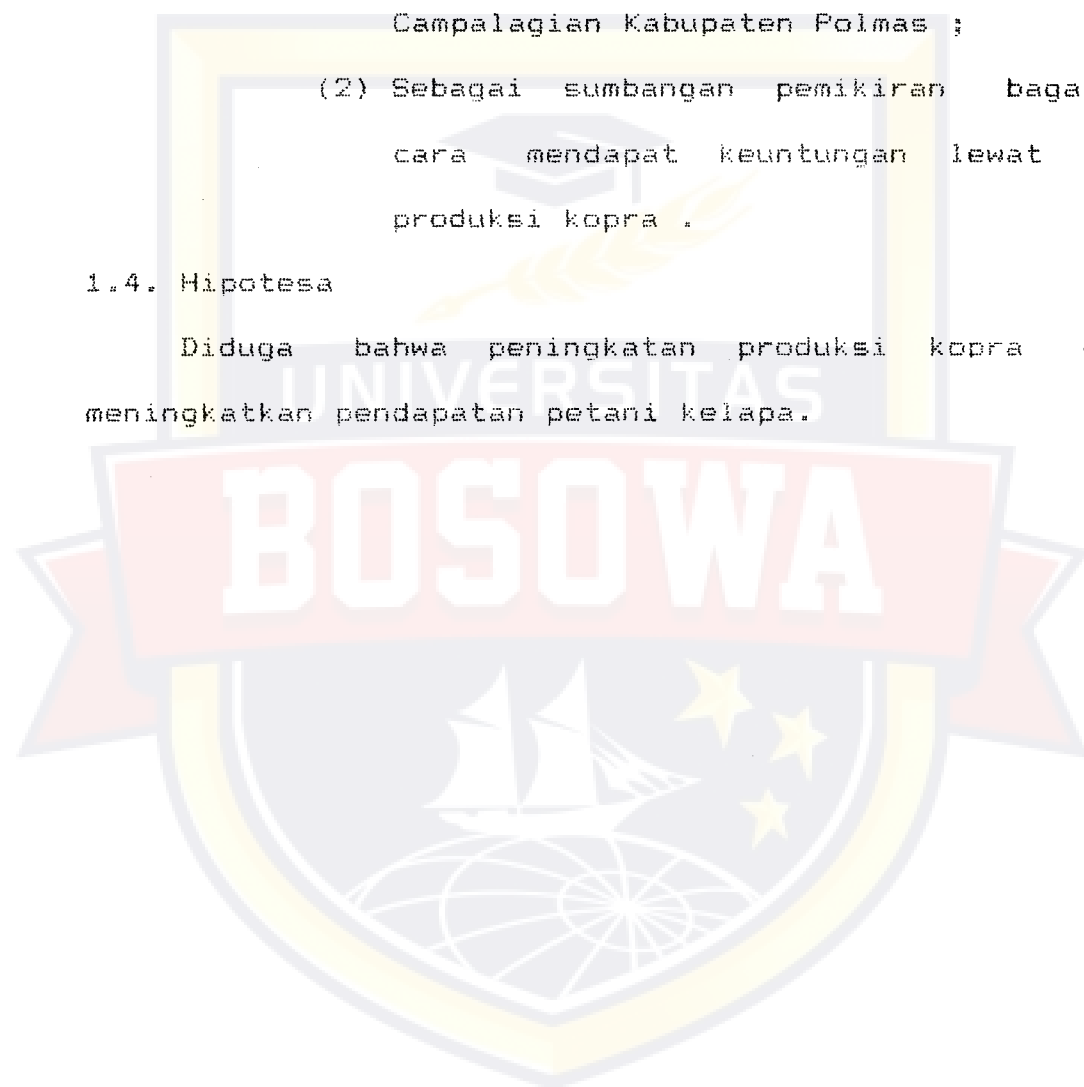 Campalagian Kabupaten Polmas ;
(2) Sebagai sumbangan pemikiran baga
cara mendapat keuntungan lewat
produksi kopra .
1.4. Hipotesa
Diduga bahwa peningkatan produksi kopra
meningkatkan pendapatan petani kelapa.
UNIVERSITAS
BOSOWA